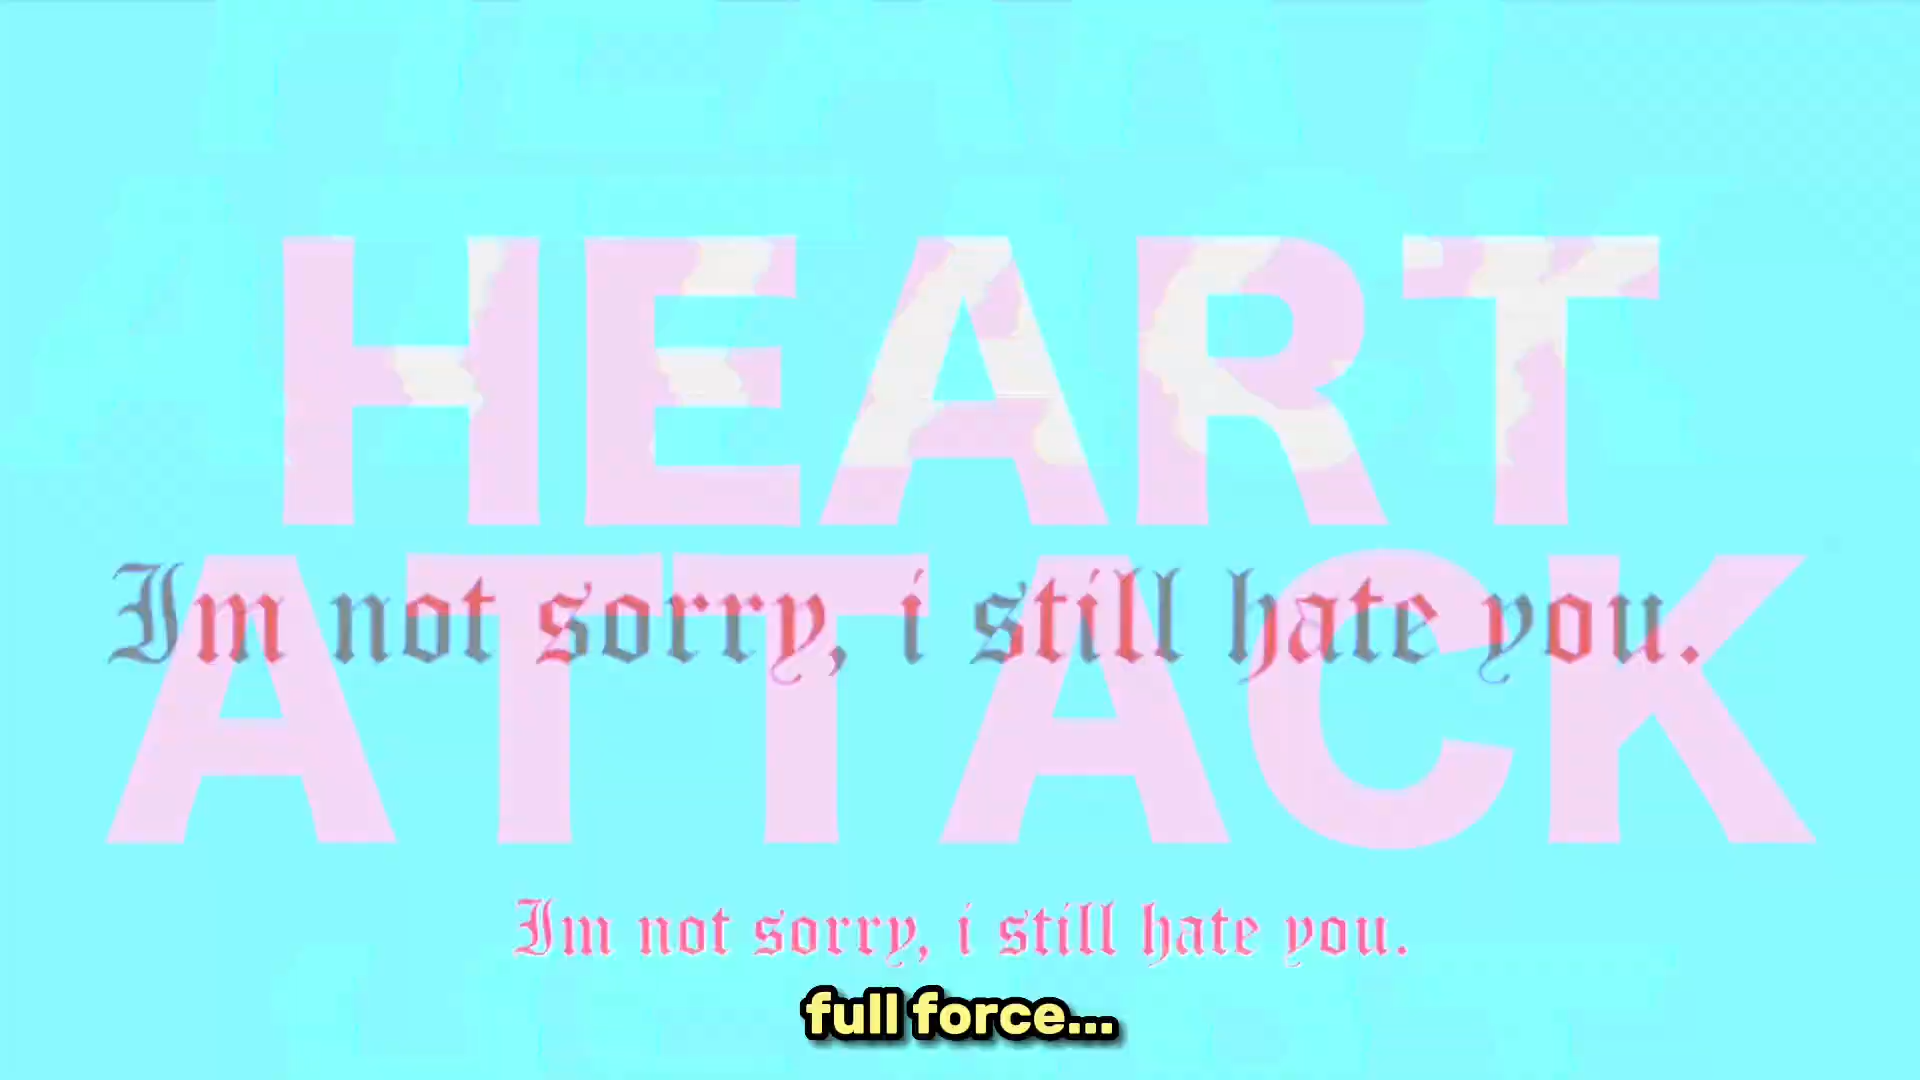 HEART
ATTACK
Im not sorry, i still hate you.
Im not sorry, i still hate you.
full force...